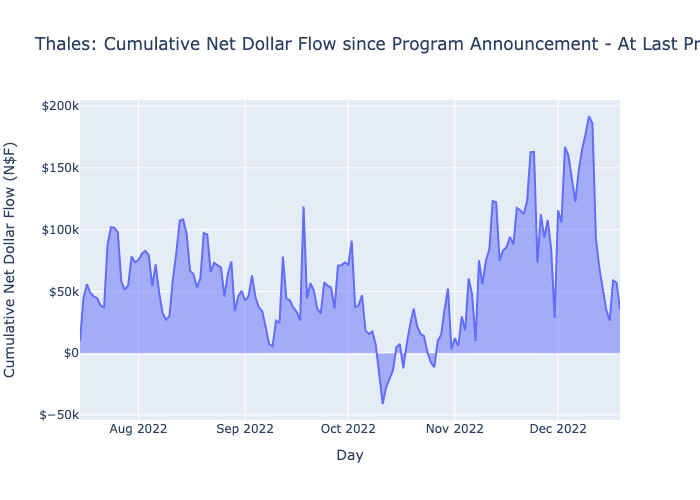 Thales: Cumulative Net Dollar Flow since Program Announcement - At Last
Cumulative Net Dollar Flow (N$F)
$200k
$150k
$100k
$50k
$0
$−50k
Aug 2022 Sep 2022 Oct 2022 Nov 2022 Dec 2022
Day